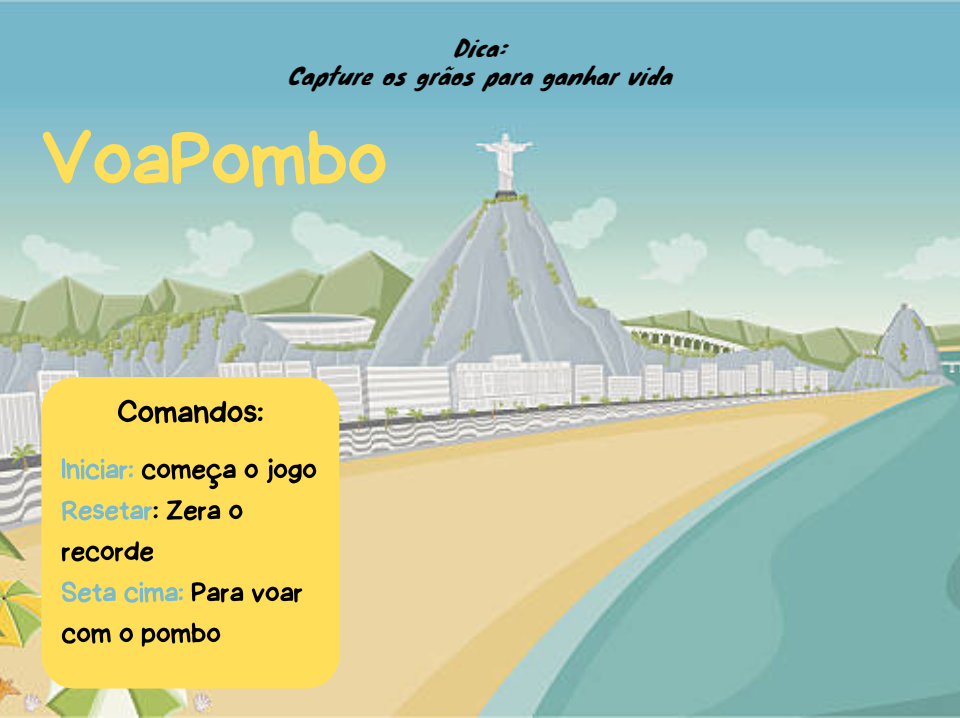 Dica:
Capture os grãos para ganhar vida
VoaPombo
Comandos:
Iniciar: começa o jogo
Resetar: Zera o
recorde
Seta cima: Para voar
com o pombo